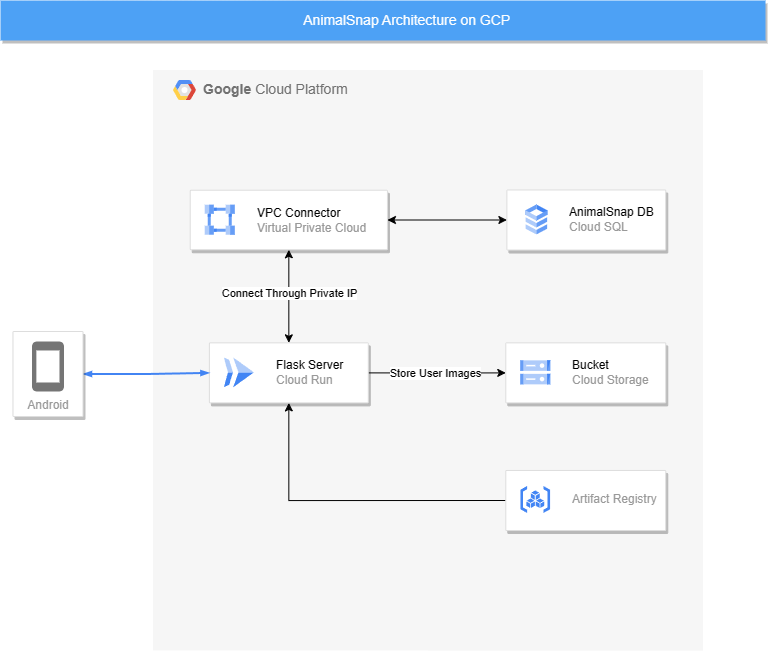 AnimalSnap Architecture on GCP
Google Cloud Platform
VPC Connector
Virtual Private Cloud
AnimalSnap DB
Cloud SQL
Connect Through Private IP
Flask Server
Cloud Run
Store User Images
Bucket
Cloud Storage
Android
Artifact Registry